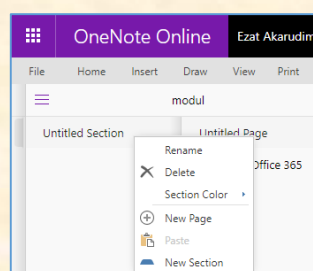 OneNote Online Ezat Akarudim
File Home Insert Draw View Print
modul
Untitled Section Untitled Page
Rename
Delete Office 365
Section Color
New Page
Paste
New Section